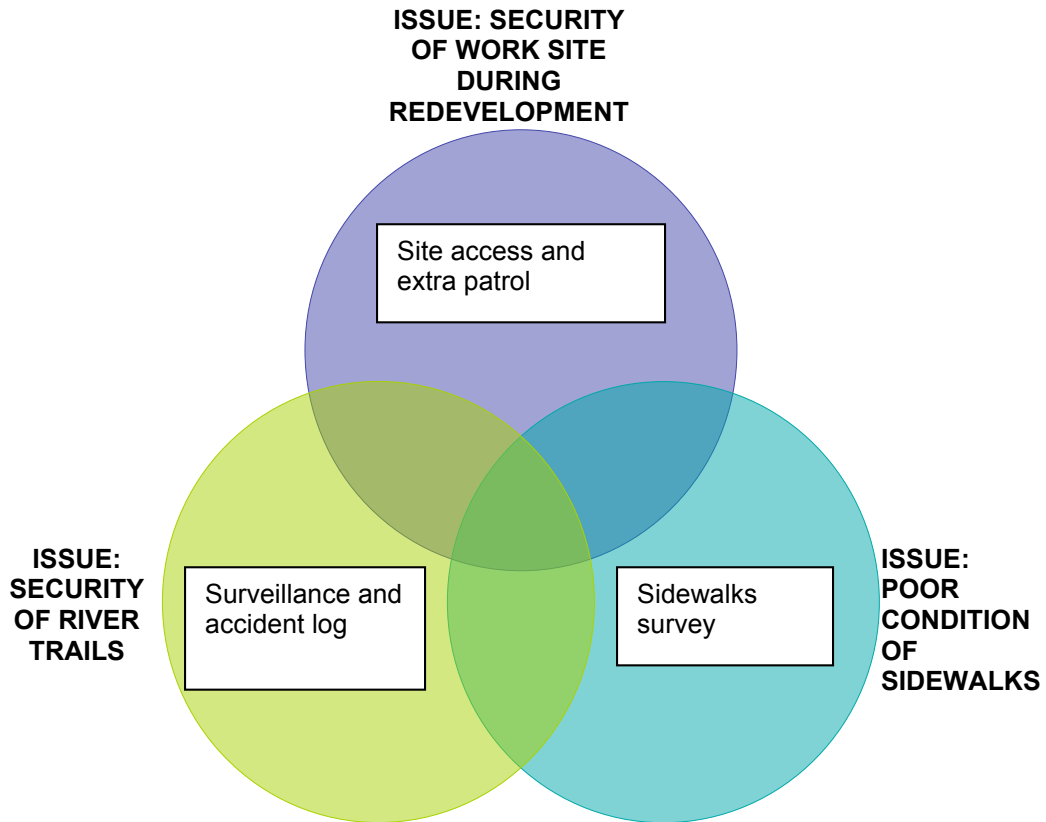 ISSUE: SECURITY
OF WORK SITE
DURING
REDEVELOPMENT
Site access and
extra patrol
ISSUE:
SECURITY
OF RIVER
TRAILS
Surveillance and
accident log
Sidewalks
survey
ISSUE:
POOR
CONDITION
OF
SIDEWALKS